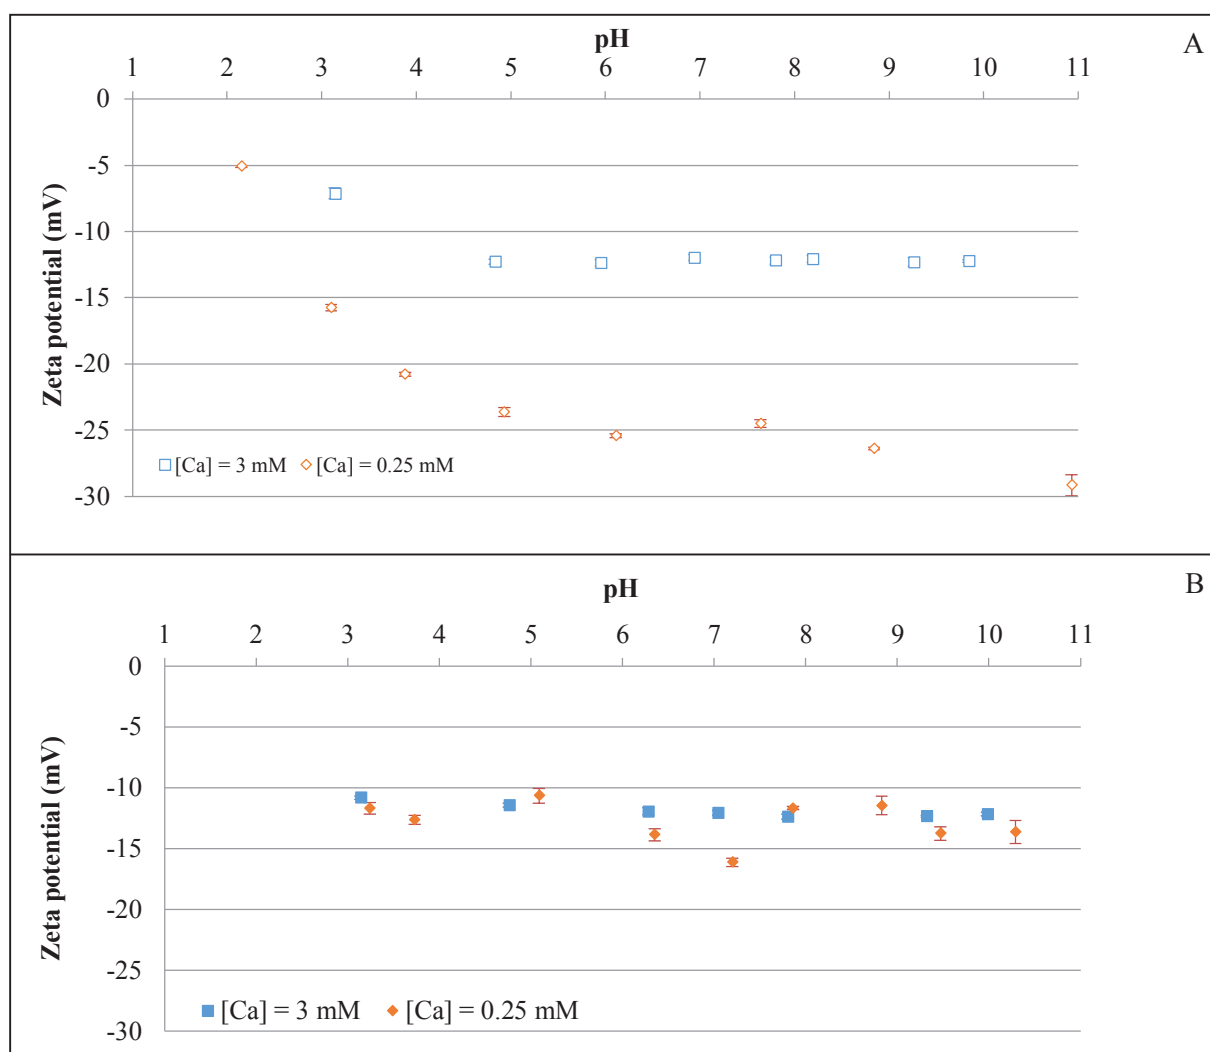 A
pH
1 2 3 4 5 6 7 8 9 10 11
0
-5
-10
-15
-20
-25
-30
Zeta potential (mV)
[Ca] = 3 mM [Ca] = 0.25 mM
B
pH
1 2 3 4 5 6 7 8 9 10 11
0
-5
-10
-15
-20
-25
-30
Zeta potential (mV)
[Ca] = 3 mM [Ca] = 0.25 mM